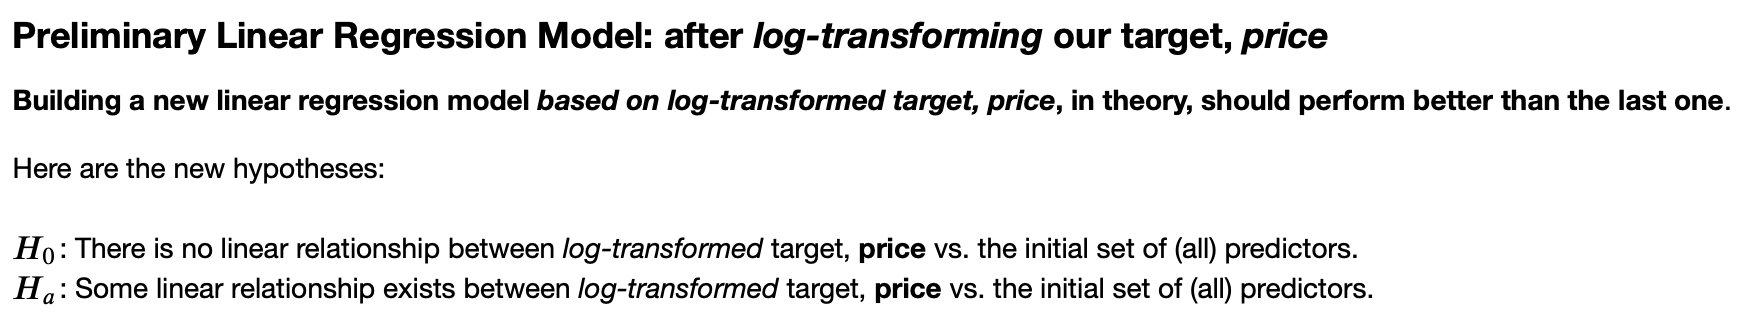 Preliminary Linear Regression Model: after log-transforming our target, price
Building a new linear regression model based on log-transformed target, price, in theory, should perform better than the last one.
Here are the new hypotheses:
H₀: There is no linear relationship between log-transformed target, price vs. the initial set of (all) predictors.
Hₐ: Some linear relationship exists between log-transformed target, price vs. the initial set of (all) predictors.